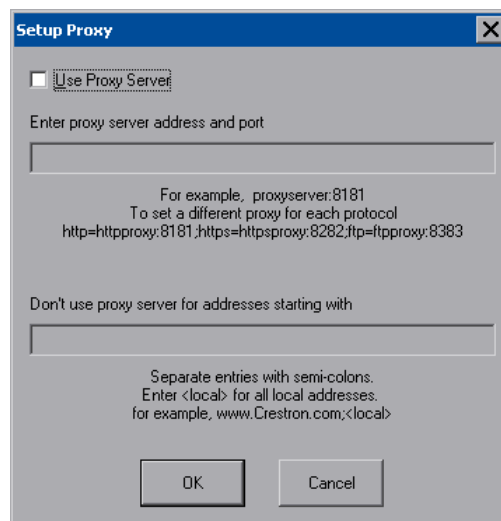 Setup Proxy
Use Proxy Server
Enter proxy server address and port
For example, proxyserver:8181
To set a different proxy for each protocol
http=httpproxy:8181;https=httpsproxy:8282;ftp=ftpproxy:8383
Don't use proxy server for addresses starting with
Separate entries with semi-colons.
Enter <local> for all local addresses.
for example, www.Crestron.com;<local>
OK
Cancel